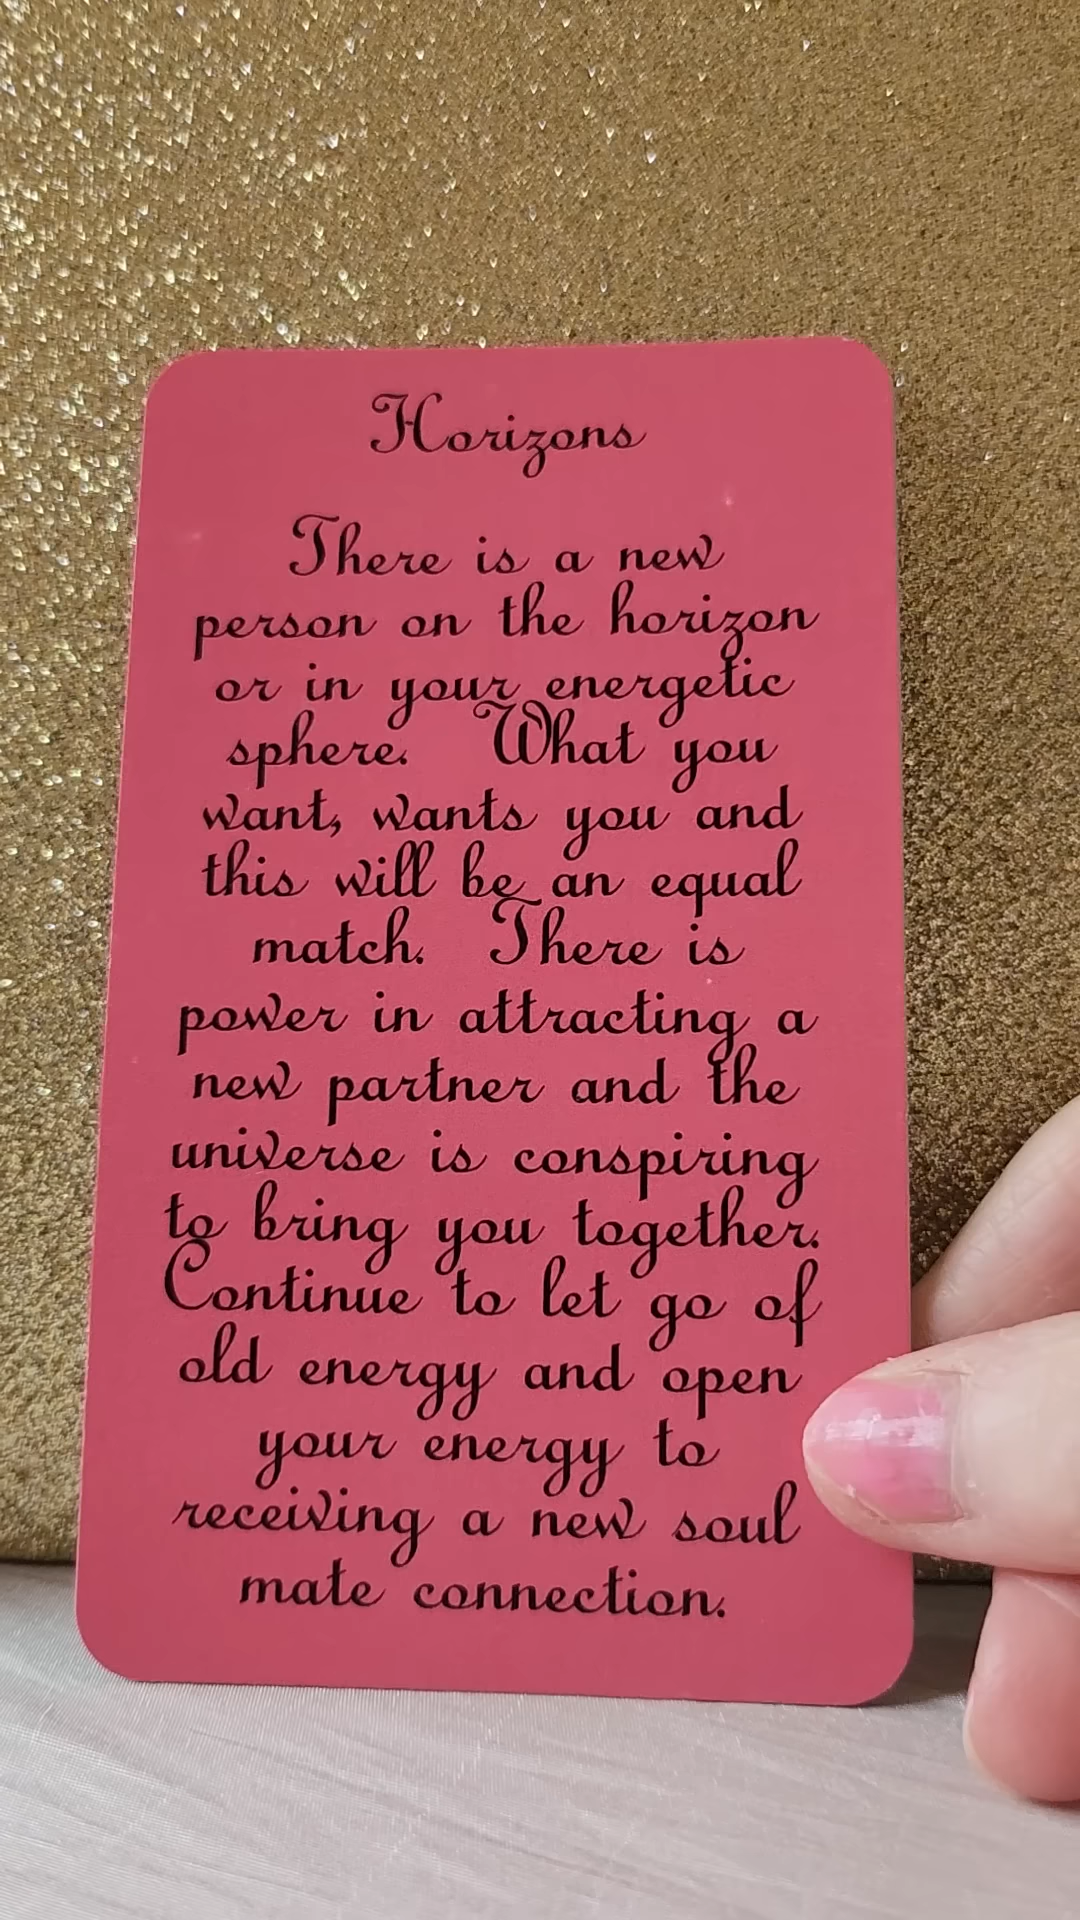 Horizons
There is a new
person on the horizon
or in your energetic
sphere. What you
want, wants you and
this will be an equal
match. There is
power in attracting a
new partner and the
universe is conspiring
to bring you together.
Continue to let go of
old energy and open
your energy to
receiving a new soul
mate connection.